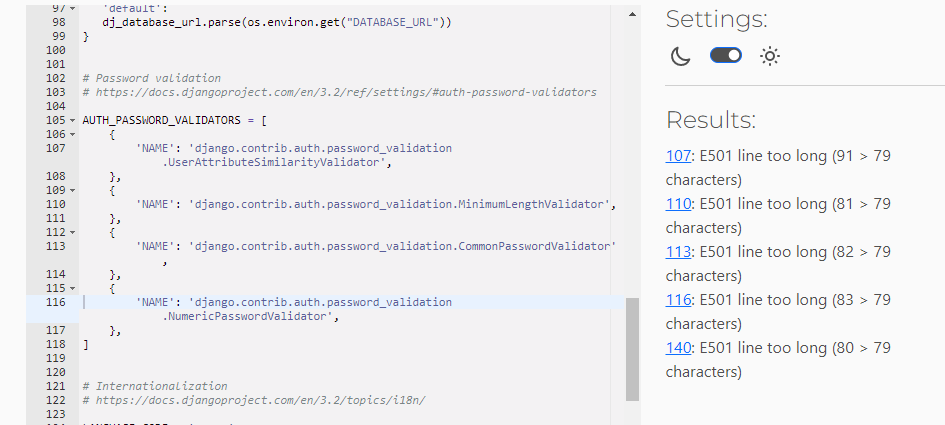 97 'default':
98 dj_database_url.parse(os.environ.get("DATABASE_URL"))
99 }
100
101
102 # Password validation
103 # https://docs.djangoproject.com/en/3.2/ref/settings/#auth-password-validators
104
105 AUTH_PASSWORD_VALIDATORS = [
106 {
107 'NAME': 'django.contrib.auth.password_validation
.UserAttributeSimilarityValidator',
108 },
109 {
110 'NAME': 'django.contrib.auth.password_validation.MinimumLengthValidator',
111 },
112 {
113 'NAME': 'django.contrib.auth.password_validation.CommonPasswordValidator'
,
114 },
115 {
116 'NAME': 'django.contrib.auth.password_validation
.NumericPasswordValidator',
117 },
118 ]
119
120
121 # Internationalization
122 # https://docs.djangoproject.com/en/3.2/topics/i18n/
123
Settings:
Results:
107: E501 line too long (91 > 79
characters)
110: E501 line too long (81 > 79
characters)
113: E501 line too long (82 > 79
characters)
116: E501 line too long (83 > 79
characters)
140: E501 line too long (80 > 79
characters)